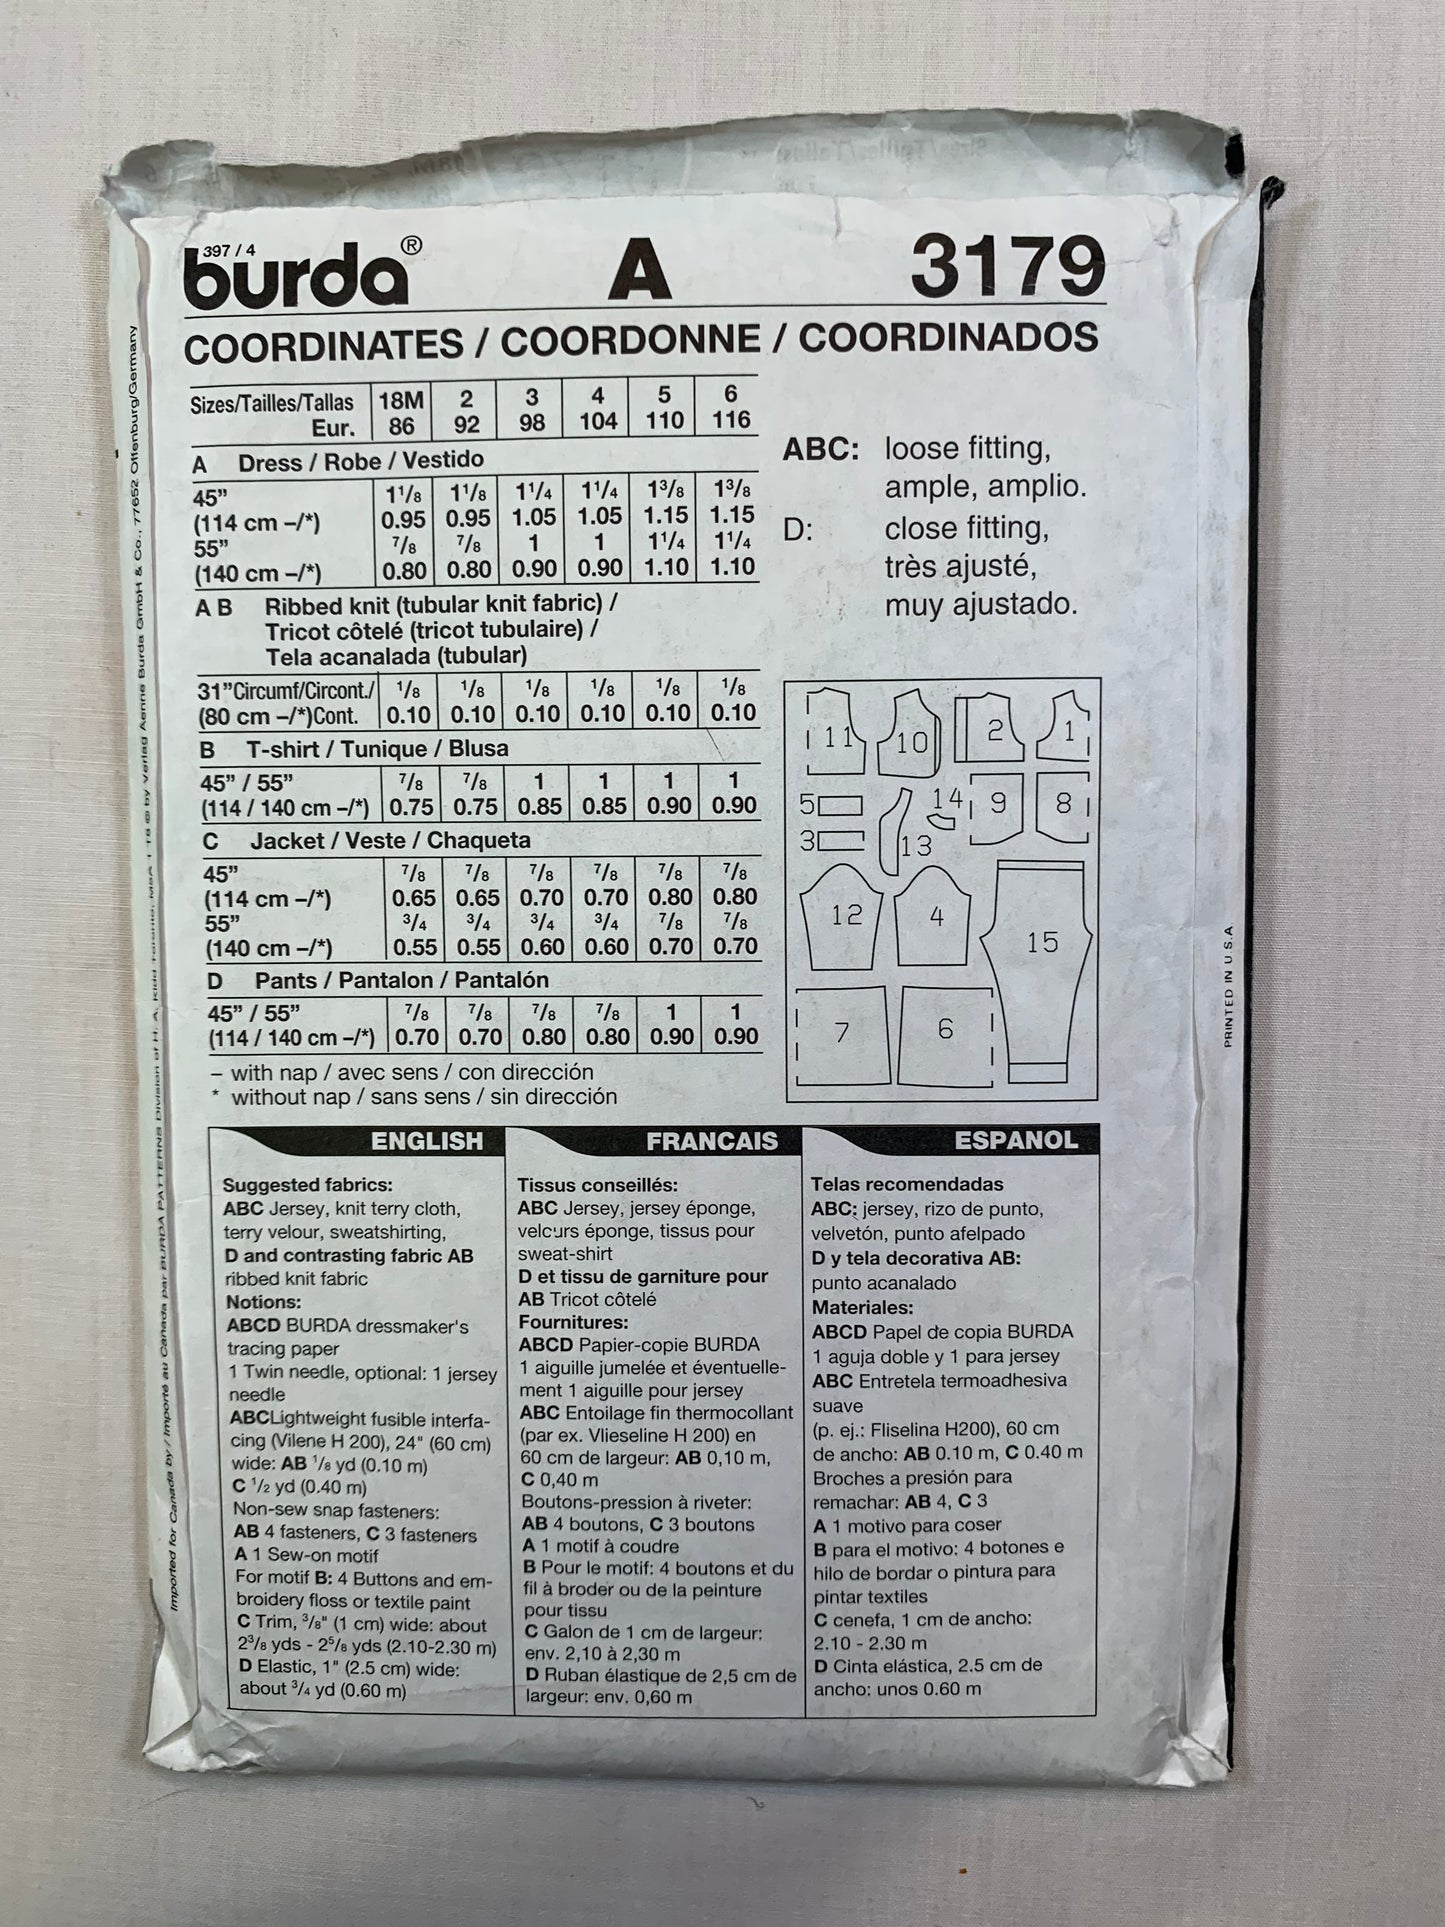 397 / 4
burda® A 3179
COORDINATES / COORDONNE / COORDINADOS
Sizes/Tailles/Tallas 18M 2 3 4 5 6
Eur. 86 92 98 104 110 116
A Dress / Robe / Vestido
45” 1 1/8 1 1/8 1 1/4 1 1/4 1 3/8 1 3/8
(114 cm –/*) 0.95 0.95 1.05 1.05 1.15 1.15
55” 7/8 7/8 1 1 1 1/4 1 1/4
(140 cm –/*) 0.80 0.80 0.90 0.90 1.10 1.10
A B Ribbed knit (tubular knit fabric) /
Tricot côtelé (tricot tubulaire) /
Tela acanalada (tubular)
31”Circumf/Circont./ 1/8 1/8 1/8 1/8 1/8 1/8
(80 cm –/*)Cont. 0.10 0.10 0.10 0.10 0.10 0.10
B T-shirt / Tunique / Blusa
45” / 55” 7/8 7/8 1 1 1 1
(114 / 140 cm –/*) 0.75 0.75 0.85 0.85 0.90 0.90
C Jacket / Veste / Chaqueta
45” 7/8 7/8 7/8 7/8 7/8 7/8
(114 cm –/*) 0.65 0.65 0.70 0.70 0.80 0.80
55” 3/4 3/4 3/4 3/4 7/8 7/8
(140 cm –/*) 0.55 0.55 0.60 0.60 0.70 0.70
D Pants / Pantalon / Pantalón
45” / 55” 7/8 7/8 7/8 7/8 1 1
(114 / 140 cm –/*) 0.70 0.70 0.80 0.80 0.90 0.90
– with nap / avec sens / con dirección
* without nap / sans sens / sin dirección
ABC: loose fitting,
ample, amplio.
D: close fitting,
très ajusté,
muy ajustado.
11 10 2 1
5 14 9 8
3 13
12 4 15
7 6
ENGLISH
Suggested fabrics:
ABC Jersey, knit terry cloth,
terry velour, sweatshirting,
D and contrasting fabric AB
ribbed knit fabric
Notions:
ABCD BURDA dressmaker's
tracing paper
1 Twin needle, optional: 1 jersey
needle
ABCLightweight fusible interfa-
cing (Vilene H 200), 24" (60 cm)
wide: AB 1/8 yd (0.10 m)
C 1/2 yd (0.40 m)
Non-sew snap fasteners:
AB 4 fasteners, C 3 fasteners
A 1 Sew-on motif
For motif B: 4 Buttons and em-
broidery floss or textile paint
C Trim, 3/8" (1 cm) wide: about
2 3/8 yds - 2 5/8 yds (2.10-2.30 m)
D Elastic, 1" (2.5 cm) wide:
about 3/4 yd (0.60 m)
FRANCAIS
Tissus conseillés:
ABC Jersey, jersey éponge,
velours éponge, tissus pour
sweat-shirt
D et tissu de garniture pour
AB Tricot côtelé
Fournitures:
ABCD Papier-copie BURDA
1 aiguille jumelée et éventuelle-
ment 1 aiguille pour jersey
ABC Entoilage fin thermocollant
(par ex. Vlieseline H 200) en
60 cm de largeur: AB 0,10 m,
C 0,40 m
Boutons-pression à riveter:
AB 4 boutons, C 3 boutons
A 1 motif à coudre
B Pour le motif: 4 boutons et du
fil à broder ou de la peinture
pour tissu
C Galon de 1 cm de largeur:
env. 2,10 à 2,30 m
D Ruban élastique de 2,5 cm de
largeur: env. 0,60 m
ESPANOL
Telas recomendadas
ABC: jersey, rizo de punto,
velvetón, punto afelpado
D y tela decorativa AB:
punto acanalado
Materiales:
ABCD Papel de copia BURDA
1 aguja doble y 1 para jersey
ABC Entretela termoadhesiva
suave
(p. ej.: Fliselina H200), 60 cm
de ancho: AB 0.10 m, C 0.40 m
Broches a presión para
remachar: AB 4, C 3
A 1 motivo para coser
B para el motivo: 4 botones e
hilo de bordar o pintura para
pintar textiles
C cenefa, 1 cm de ancho:
2.10 - 2.30 m
D Cinta elástica, 2.5 cm de
ancho: unos 0.60 m
Imported for Canada by / Importé au Canada par BURDA PATTERNS Division of H. A. Kidd Toronto, M5A 1 T8 © by Verlag Aenne Burda GmbH & Co., 77652 Offenburg/Germany
PRINTED IN U.S.A